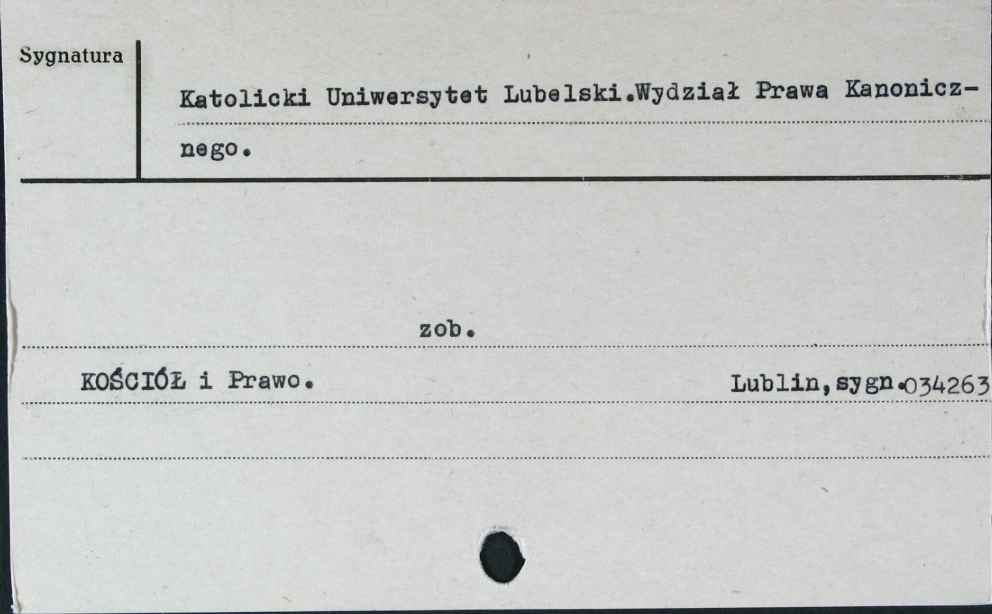 Sygnatura
Katolicki Uniwersytet Lubelski.Wydział Prawa Kanonicz-
nego.
zob.
KOŚCIÓŁ i Prawo. Lublin,sygn.034263